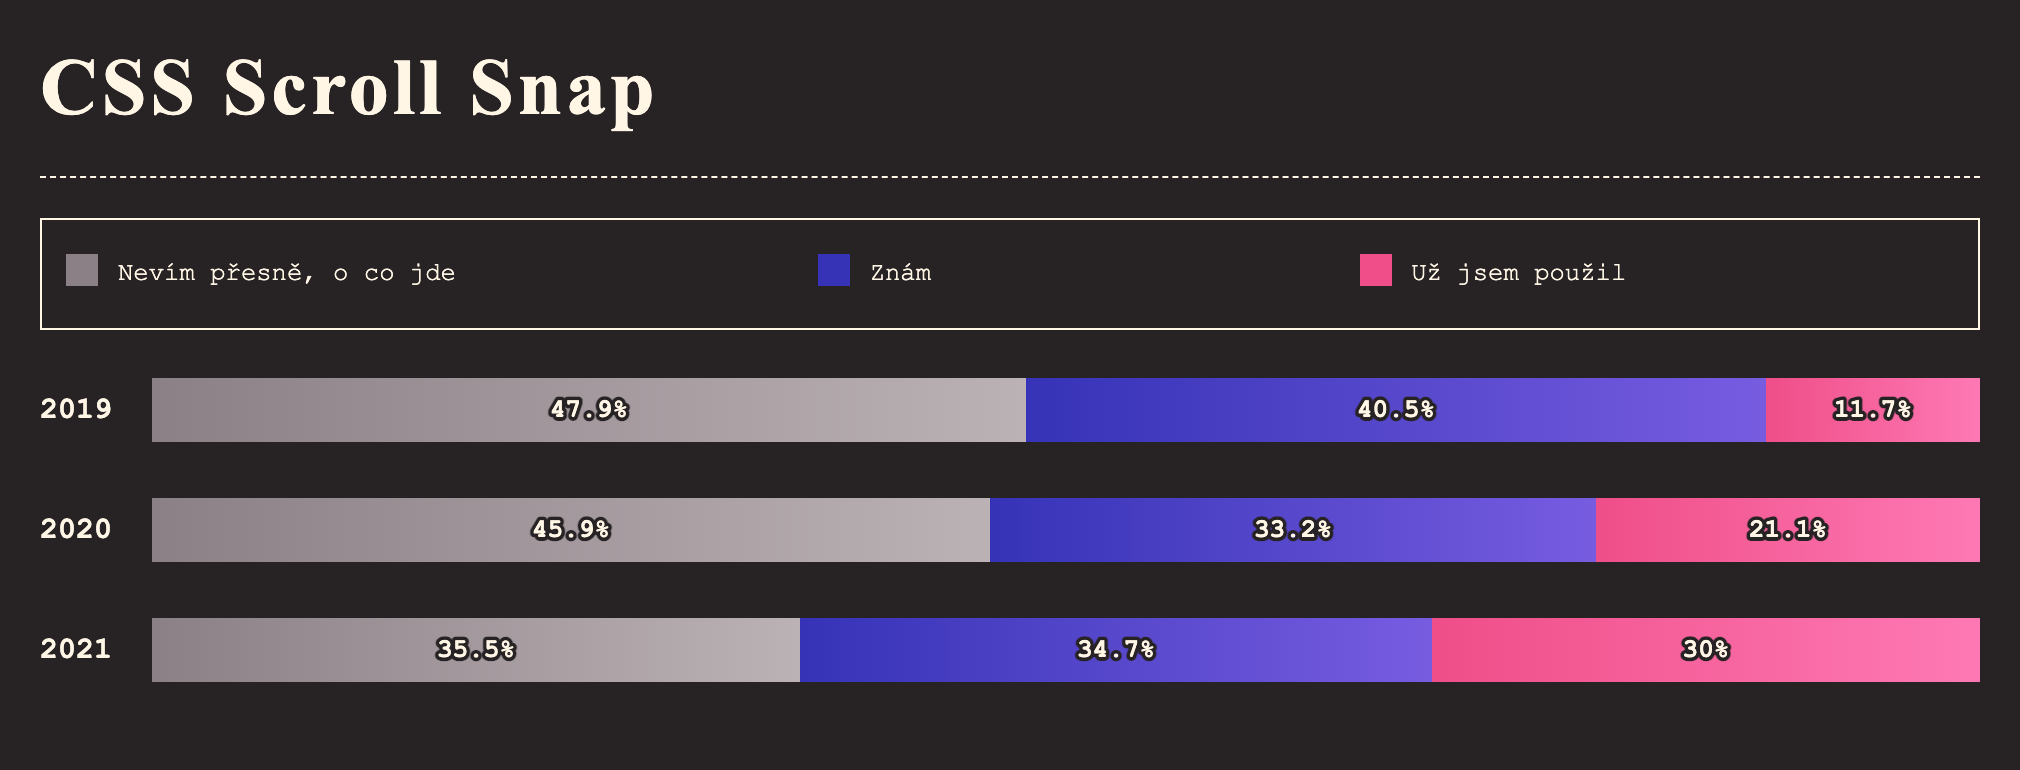 CSS Scroll Snap
Nevím přesně, o co jde Znám Už jsem použil
2019 47.9% 40.5% 11.7%
2020 45.9% 33.2% 21.1%
2021 35.5% 34.7% 30%